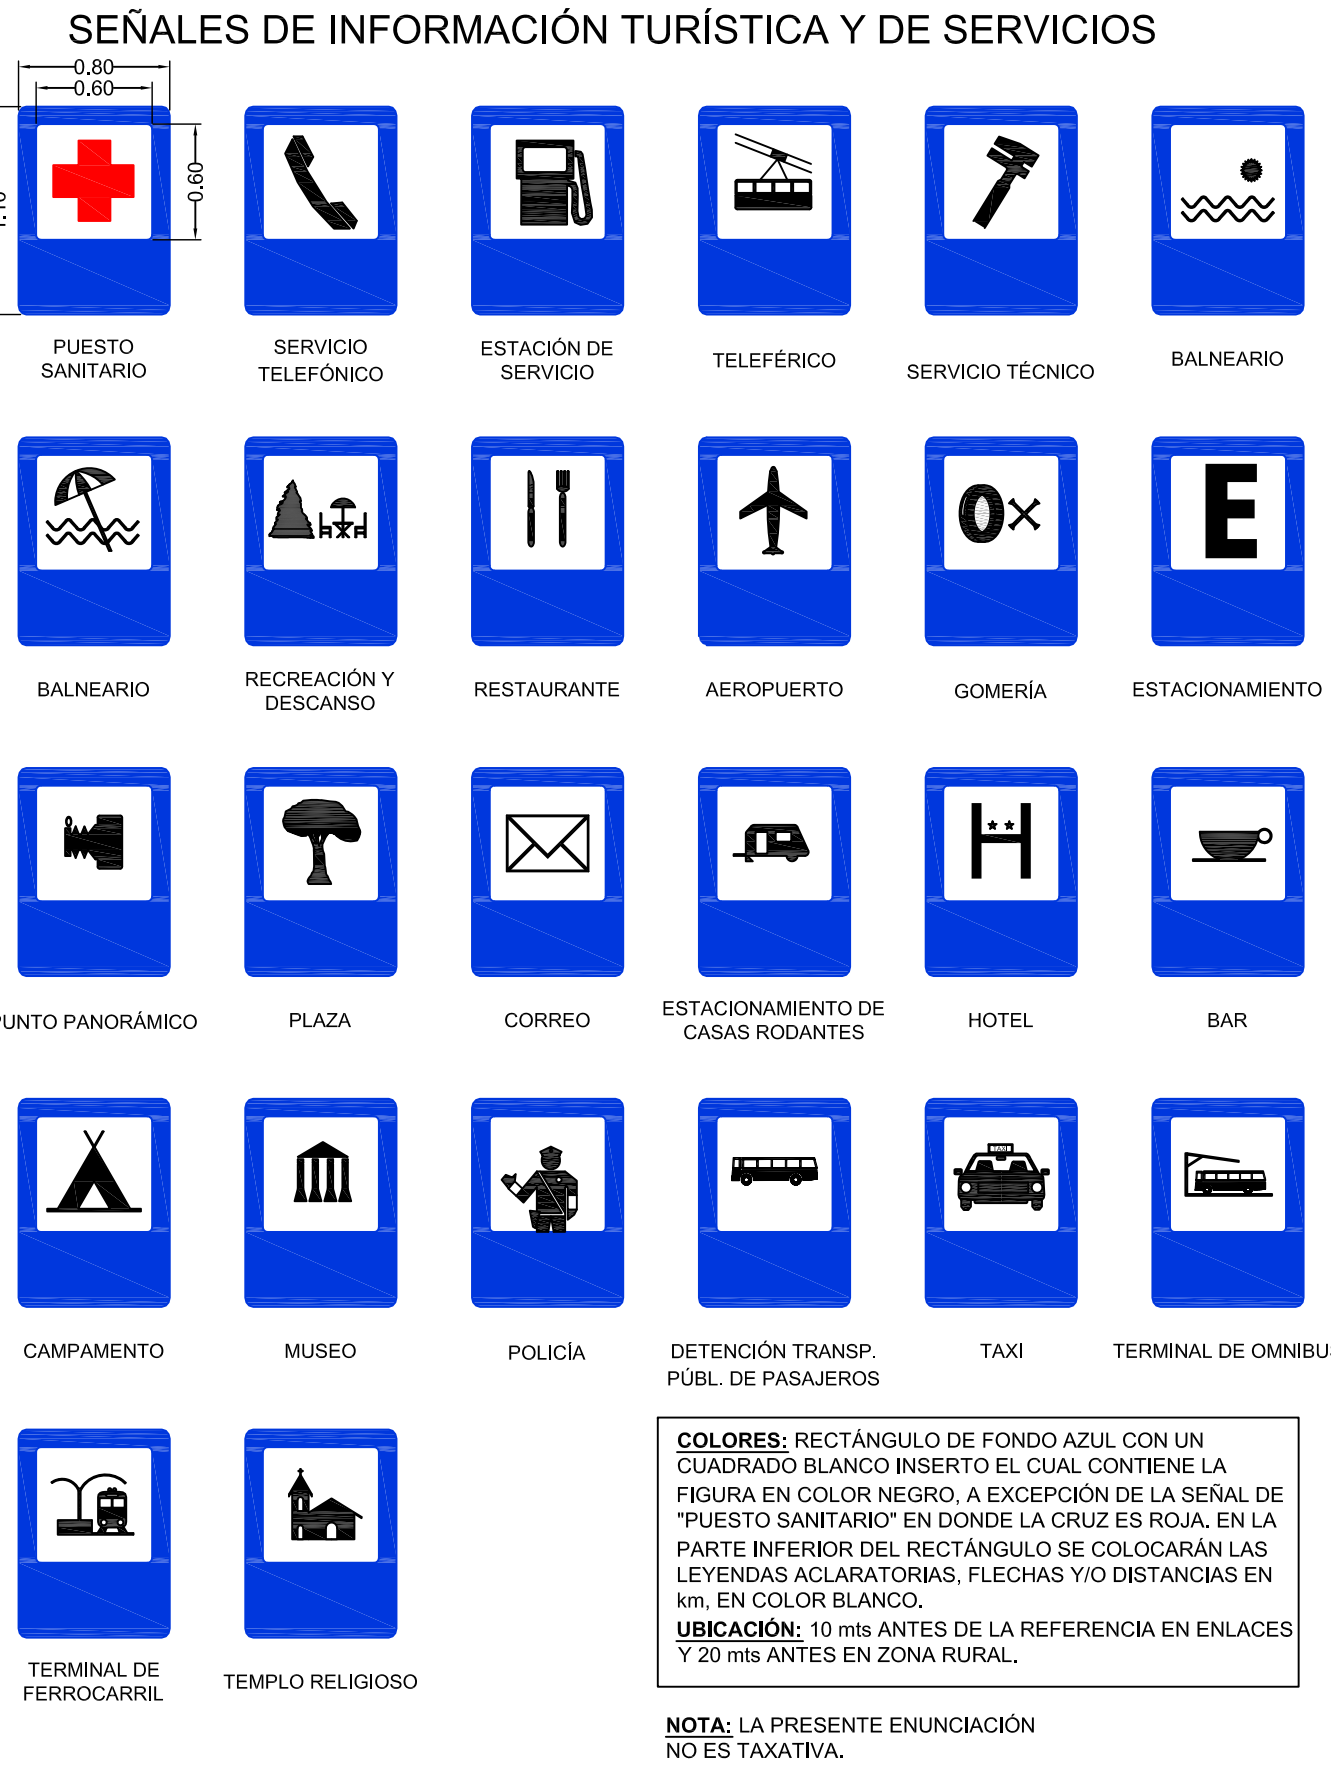 SEÑALES DE INFORMACIÓN TURÍSTICA Y DE SERVICIOS
0.80
0.60
0.60
1.10
PUESTO
SANITARIO
SERVICIO
TELEFÓNICO
ESTACIÓN DE
SERVICIO
TELEFÉRICO
SERVICIO TÉCNICO
BALNEARIO
E
BALNEARIO
RECREACIÓN Y
DESCANSO
RESTAURANTE
AEROPUERTO
GOMERÍA
ESTACIONAMIENTO
H
PUNTO PANORÁMICO
PLAZA
CORREO
ESTACIONAMIENTO DE
CASAS RODANTES
HOTEL
BAR
TAXI
CAMPAMENTO
MUSEO
POLICÍA
DETENCIÓN TRANSP.
PÚBL. DE PASAJEROS
TAXI
TERMINAL DE OMNIBUS
TERMINAL DE
FERROCARRIL
TEMPLO RELIGIOSO
COLORES: RECTÁNGULO DE FONDO AZUL CON UN
CUADRADO BLANCO INSERTO EL CUAL CONTIENE LA
FIGURA EN COLOR NEGRO, A EXCEPCIÓN DE LA SEÑAL DE
"PUESTO SANITARIO" EN DONDE LA CRUZ ES ROJA. EN LA
PARTE INFERIOR DEL RECTÁNGULO SE COLOCARÁN LAS
LEYENDAS ACLARATORIAS, FLECHAS Y/O DISTANCIAS EN
km, EN COLOR BLANCO.
UBICACIÓN: 10 mts ANTES DE LA REFERENCIA EN ENLACES
Y 20 mts ANTES EN ZONA RURAL.
NOTA: LA PRESENTE ENUNCIACIÓN
NO ES TAXATIVA.